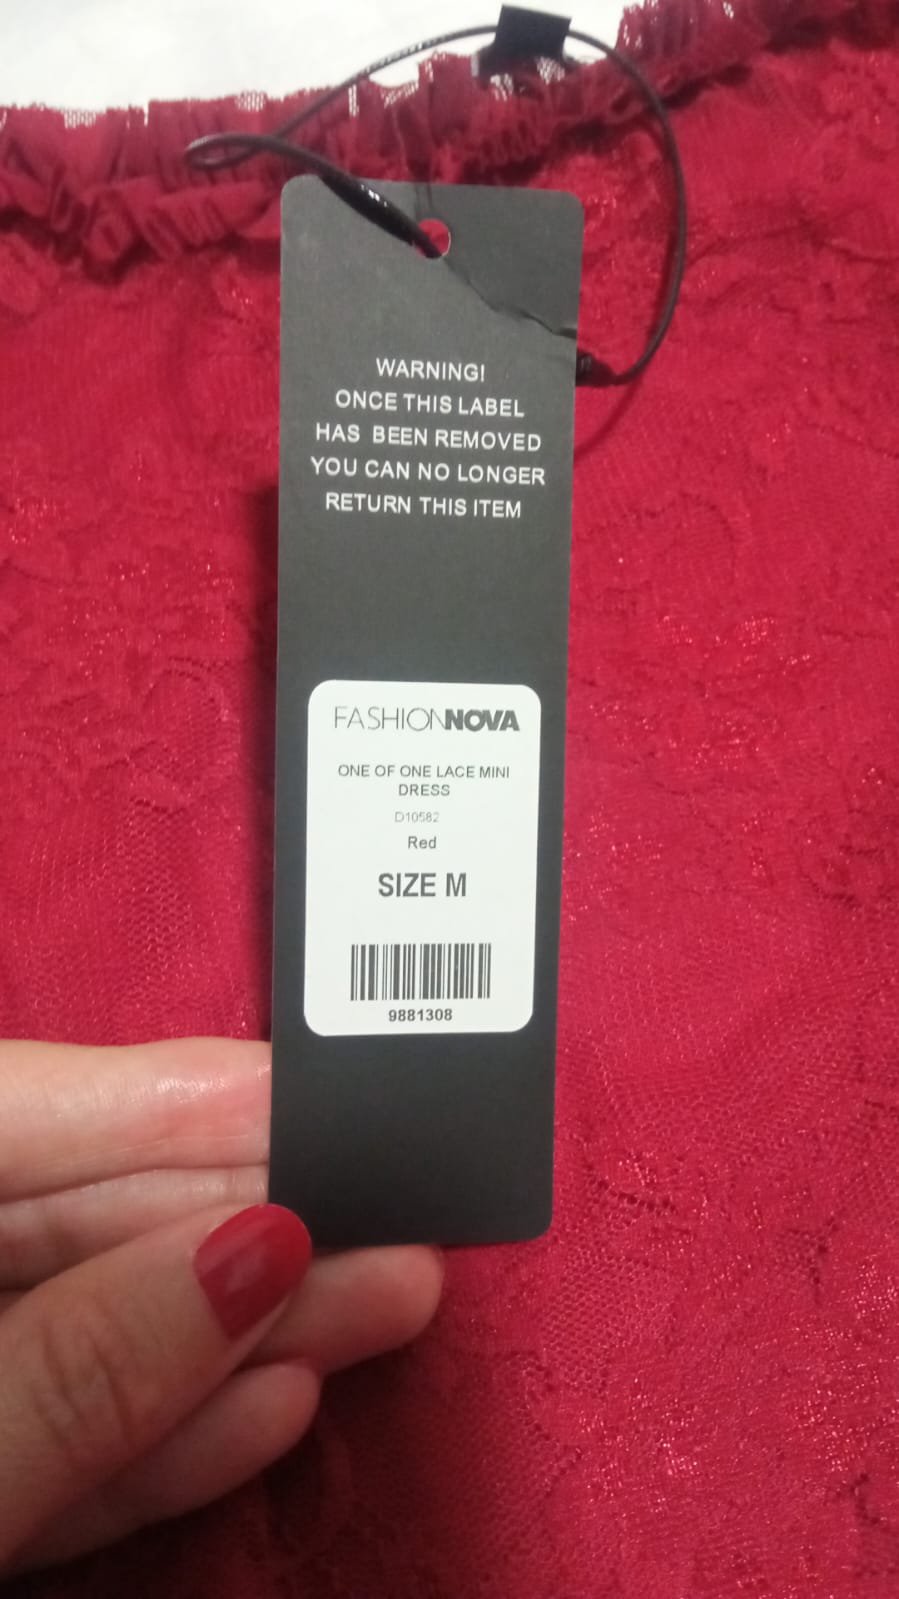 WARNING!
ONCE THIS LABEL
HAS BEEN REMOVED
YOU CAN NO LONGER
RETURN THIS ITEM
FASHIONNOVA
ONE OF ONE LACE MINI
DRESS
D10582
Red
SIZE M
9881308